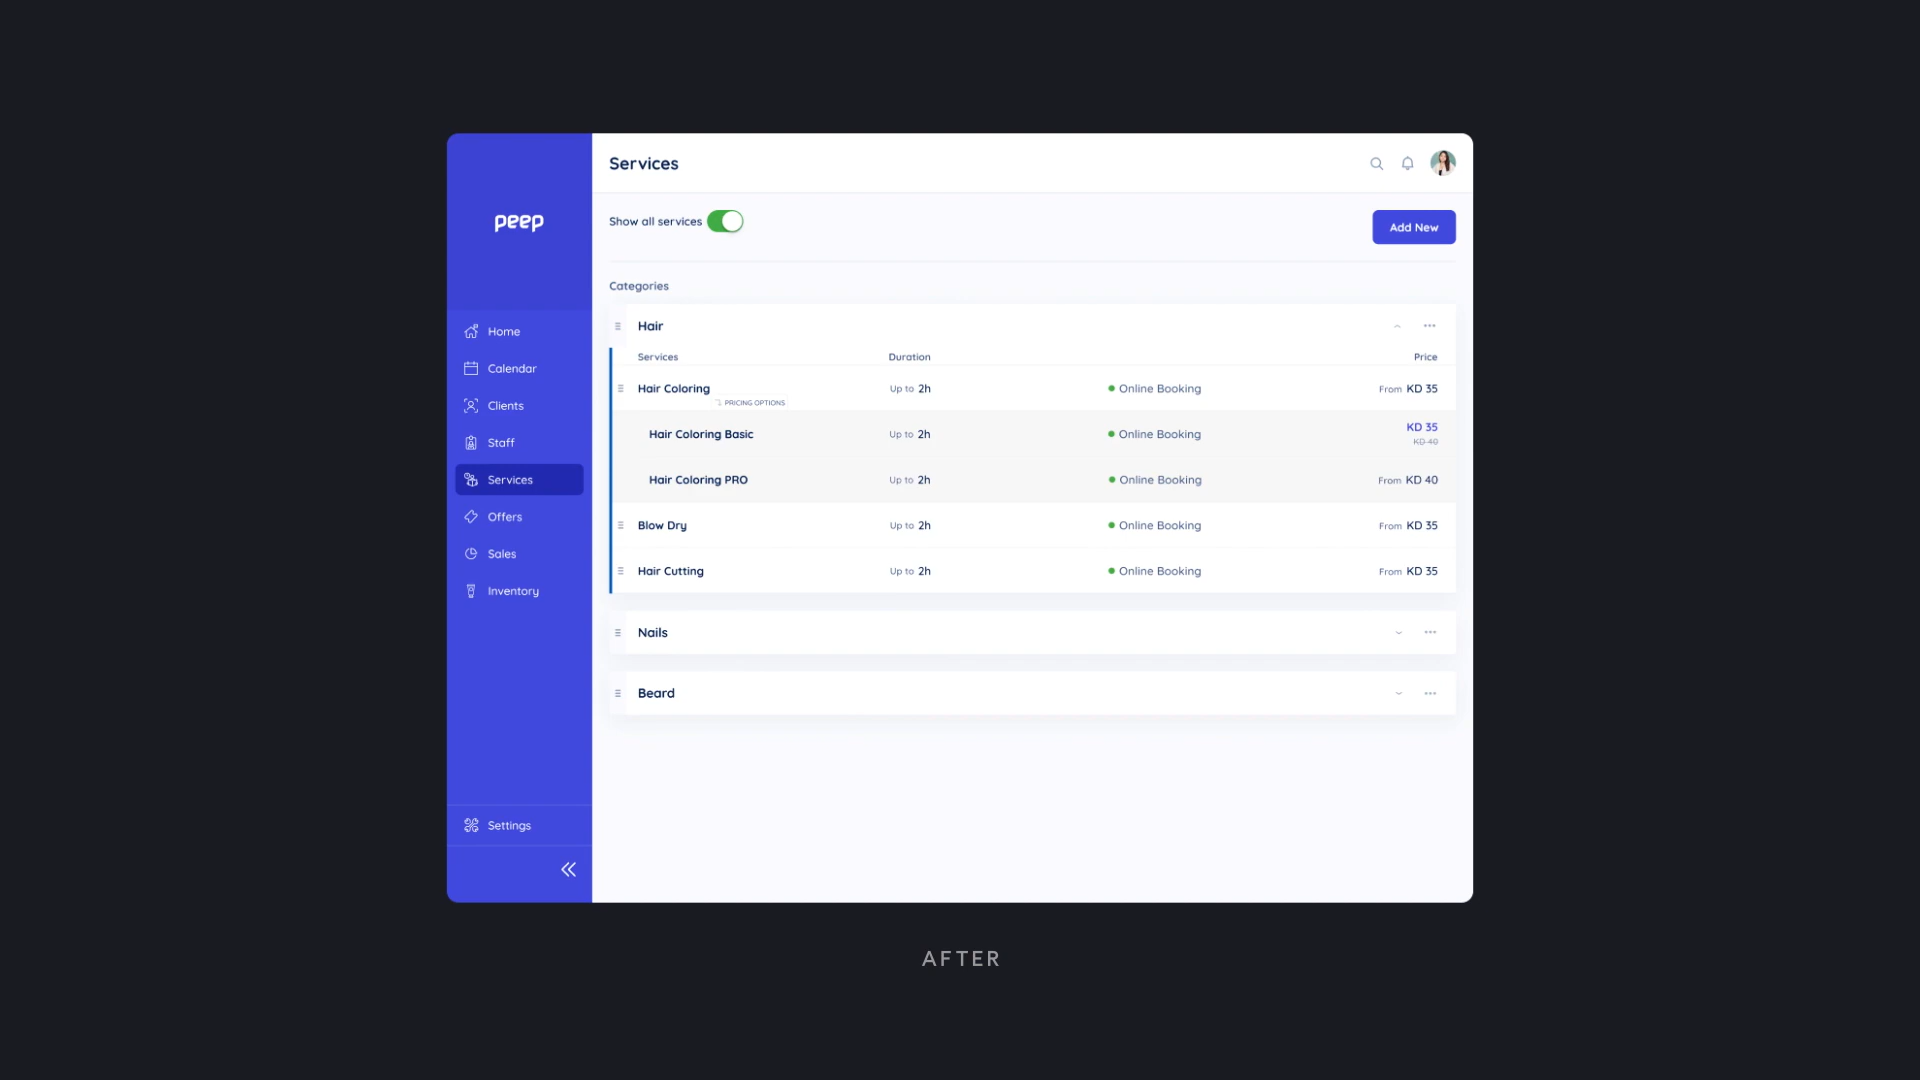 peep
Home
Calendar
Clients
Staff
Services
Offers
Sales
Inventory
Settings
Services
Show all services
Add New
Categories
Hair
Services Duration Price
Hair Coloring Up to 2h Online Booking From KD 35
PRICING OPTIONS
Hair Coloring Basic Up to 2h Online Booking KD 35
KD 40
Hair Coloring PRO Up to 2h Online Booking From KD 40
Blow Dry Up to 2h Online Booking From KD 35
Hair Cutting Up to 2h Online Booking From KD 35
Nails
Beard
AFTER